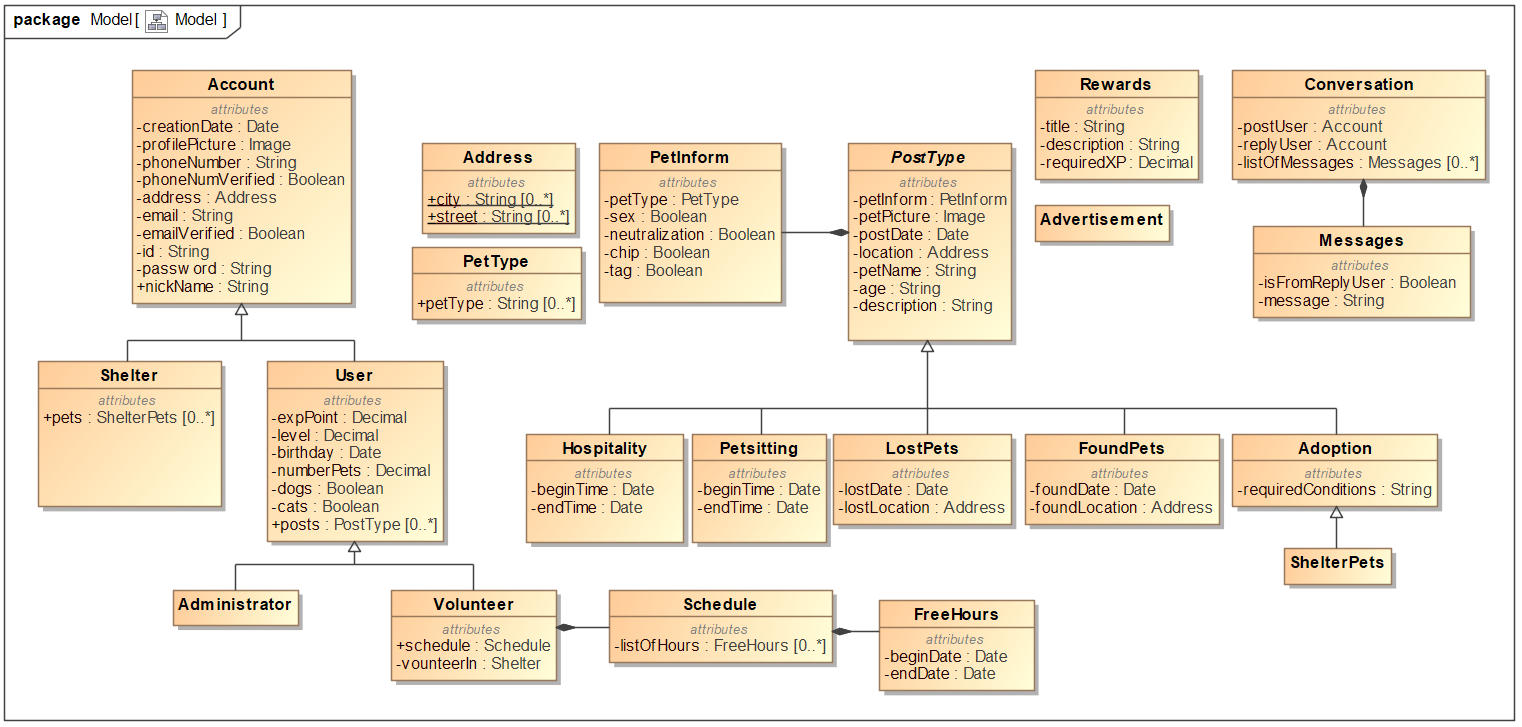 package Model[ Model ]
Account
attributes
-creationDate : Date
-profilePicture : Image
-phoneNumber : String
-phoneNumVerified : Boolean
-address : Address
-email : String
-emailVerified : Boolean
-id : String
-password : String
+nickName : String
Address
attributes
+city : String [0..*]
+street : String [0..*]
PetType
attributes
+petType : String [0..*]
PetInform
attributes
-petType : PetType
-sex : Boolean
-neutralization : Boolean
-chip : Boolean
-tag : Boolean
PostType
attributes
-petInform : PetInform
-petPicture : Image
-postDate : Date
-location : Address
-petName : String
-age : String
-description : String
Rewards
attributes
-title : String
-description : String
-requiredXP : Decimal
Advertisement
Conversation
attributes
-postUser : Account
-replyUser : Account
-listOfMessages : Messages [0..*]
Messages
attributes
-isFromReplyUser : Boolean
-message : String
Shelter
attributes
+pets : ShelterPets [0..*]
User
attributes
-expPoint : Decimal
-level : Decimal
-birthday : Date
-numberPets : Decimal
-dogs : Boolean
-cats : Boolean
+posts : PostType [0..*]
Hospitality
attributes
-beginTime : Date
-endTime : Date
Petsitting
attributes
-beginTime : Date
-endTime : Date
LostPets
attributes
-lostDate : Date
-lostLocation : Address
FoundPets
attributes
-foundDate : Date
-foundLocation : Address
Adoption
attributes
-requiredConditions : String
ShelterPets
Administrator
Volunteer
attributes
+schedule : Schedule
-vounteerIn : Shelter
Schedule
attributes
-listOfHours : FreeHours [0..*]
FreeHours
attributes
-beginDate : Date
-endDate : Date